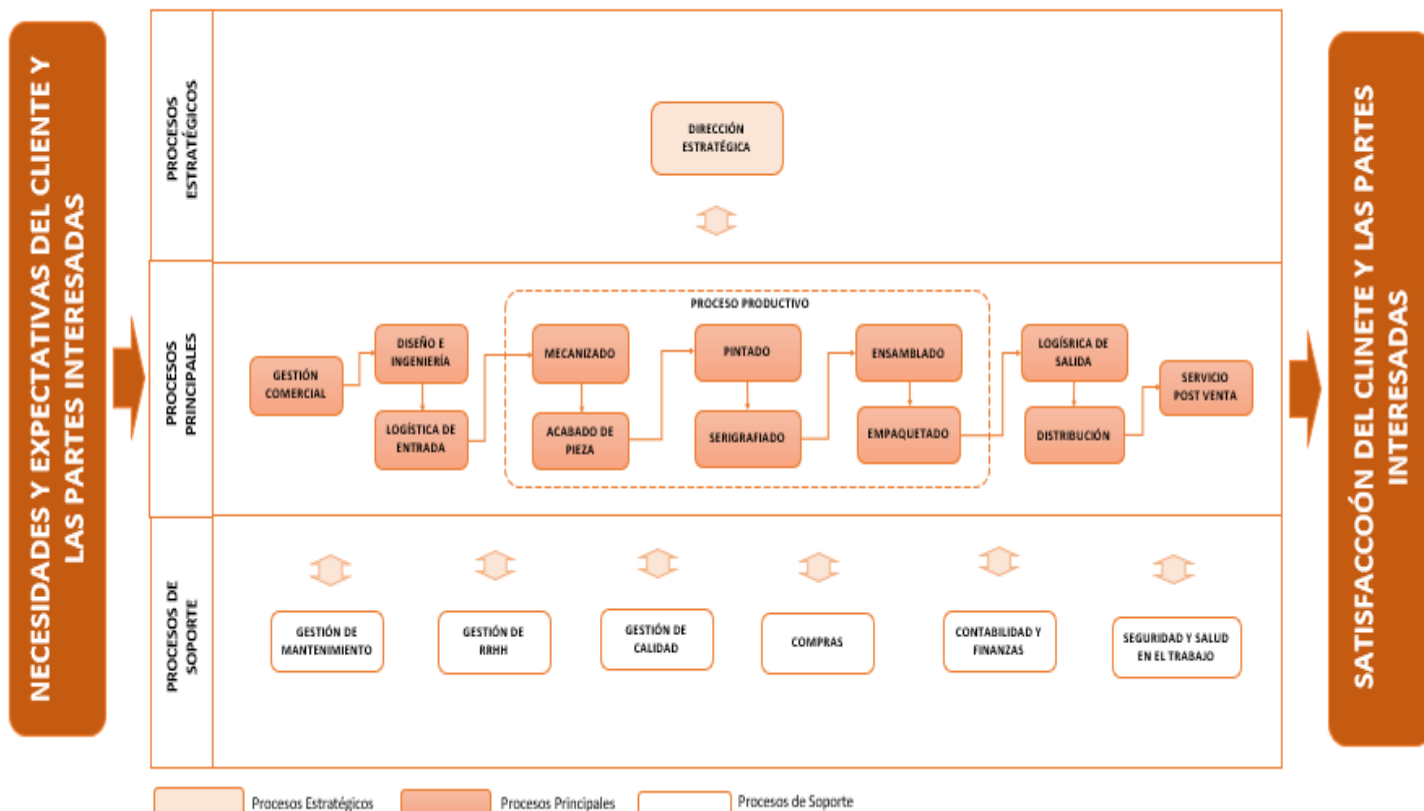 NECESIDADES Y EXPECTATIVAS DEL CLIENTE Y
LAS PARTES INTERESADAS
PROCESOS
ESTRATÉGICOS
DIRECCIÓN
ESTRATÉGICA
PROCESOS
PRINCIPALES
PROCESO PRODUCTIVO
GESTIÓN
COMERCIAL
DISEÑO E
INGENIERÍA
LOGÍSTICA DE
ENTRADA
MECANIZADO
ACABADO DE
PIEZA
PINTADO
SERIGRAFIADO
ENSAMBLADO
EMPAQUETADO
LOGÍSRICA DE
SALIDA
DISTRIBUCIÓN
SERVICIO
POST VENTA
PROCESOS DE
SOPORTE
GESTIÓN DE
MANTENIMIENTO
GESTIÓN DE
RRHH
GESTIÓN DE
CALIDAD
COMPRAS
CONTABILIDAD Y
FINANZAS
SEGURIDAD Y SALUD
EN EL TRABAJO
SATISFACCOÓN DEL CLINETE Y LAS PARTES
INTERESADAS
Procesos Estratégicos
Procesos Principales
Procesos de Soporte